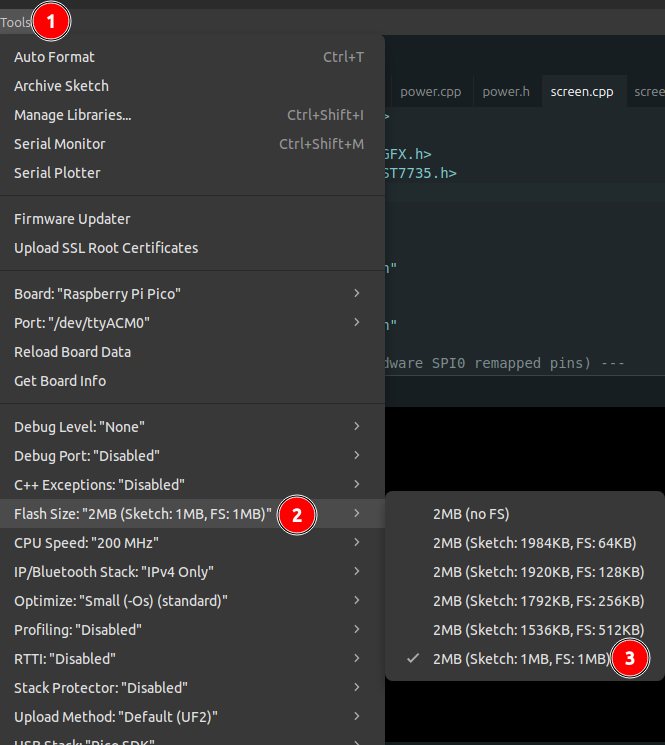 Tools 1
Auto Format Ctrl+T
Archive Sketch
Manage Libraries... Ctrl+Shift+I
Serial Monitor Ctrl+Shift+M
Serial Plotter
Firmware Updater
Upload SSL Root Certificates
Board: "Raspberry Pi Pico"
Port: "/dev/ttyACM0"
Reload Board Data
Get Board Info
Debug Level: "None"
Debug Port: "Disabled"
C++ Exceptions: "Disabled"
Flash Size: "2MB (Sketch: 1MB, FS: 1MB)" 2
CPU Speed: "200 MHz"
IP/Bluetooth Stack: "IPv4 Only"
Optimize: "Small (-Os) (standard)"
Profiling: "Disabled"
RTTI: "Disabled"
Stack Protector: "Disabled"
Upload Method: "Default (UF2)"
USB Stack: "Pico SDK"
power.cpp power.h screen.cpp scree
>
GFX.h>
ST7735.h>
"
"
dware SPI0 remapped pins) ---
2MB (no FS)
2MB (Sketch: 1984KB, FS: 64KB)
2MB (Sketch: 1920KB, FS: 128KB)
2MB (Sketch: 1792KB, FS: 256KB)
2MB (Sketch: 1536KB, FS: 512KB)
2MB (Sketch: 1MB, FS: 1MB) 3